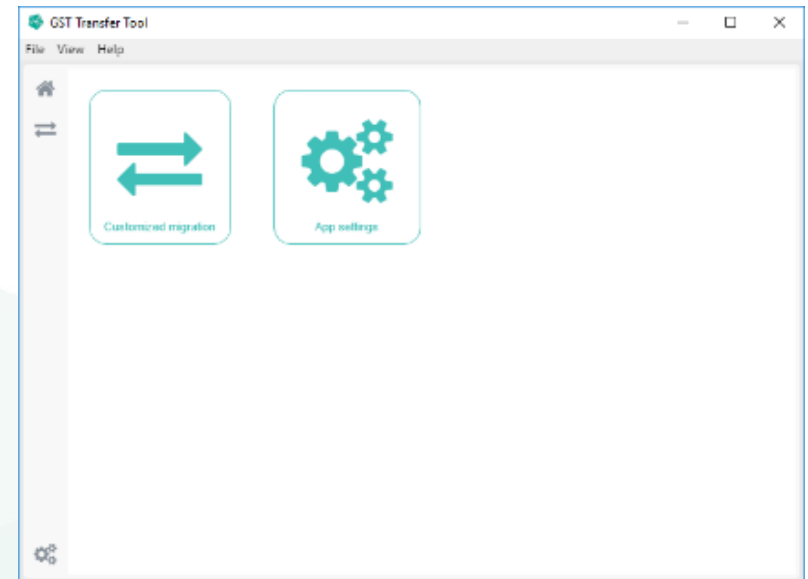 GST Transfer Tool
File View Help
Customized migration
App settings